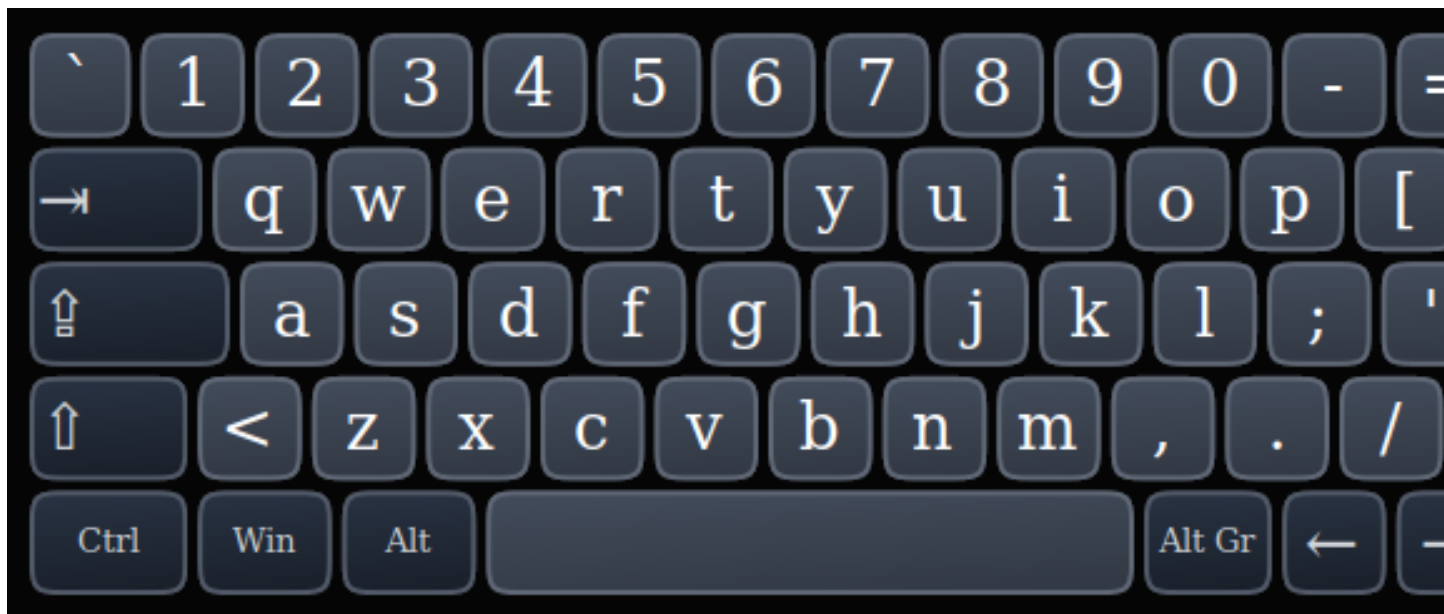 ` 1 2 3 4 5 6 7 8 9 0 - =
⇥ q w e r t y u i o p [
⇪ a s d f g h j k l ; '
⇧ < z x c v b n m , . /
Ctrl Win Alt Alt Gr ←